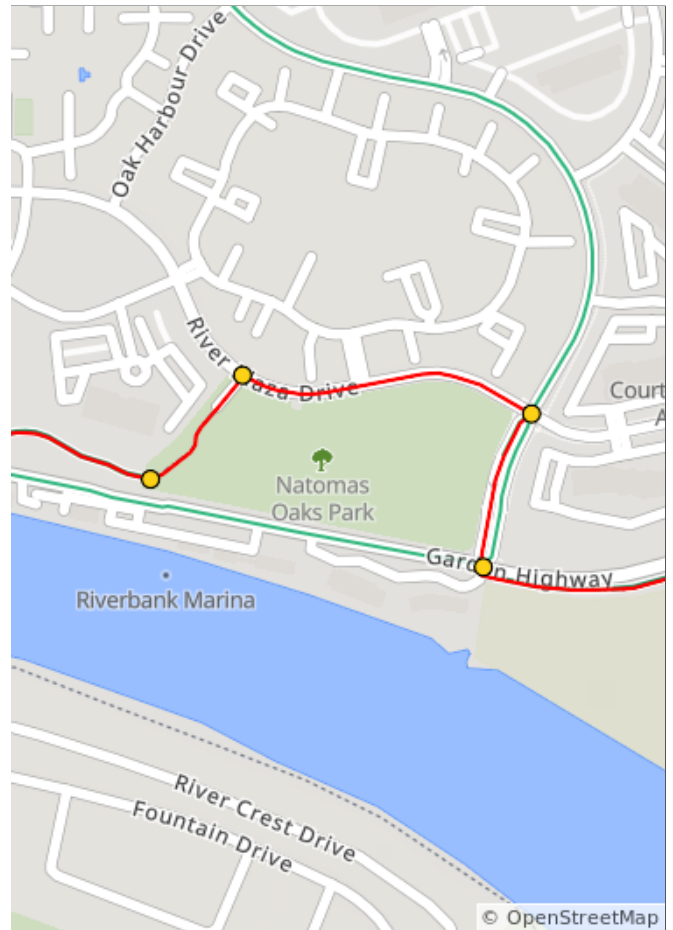 Oak Harbour Drive
River Plaza Drive
Court
A
Natomas
Oaks Park
Garden Highway
Riverbank Marina
River Crest Drive
Fountain Drive
© OpenStreetMap